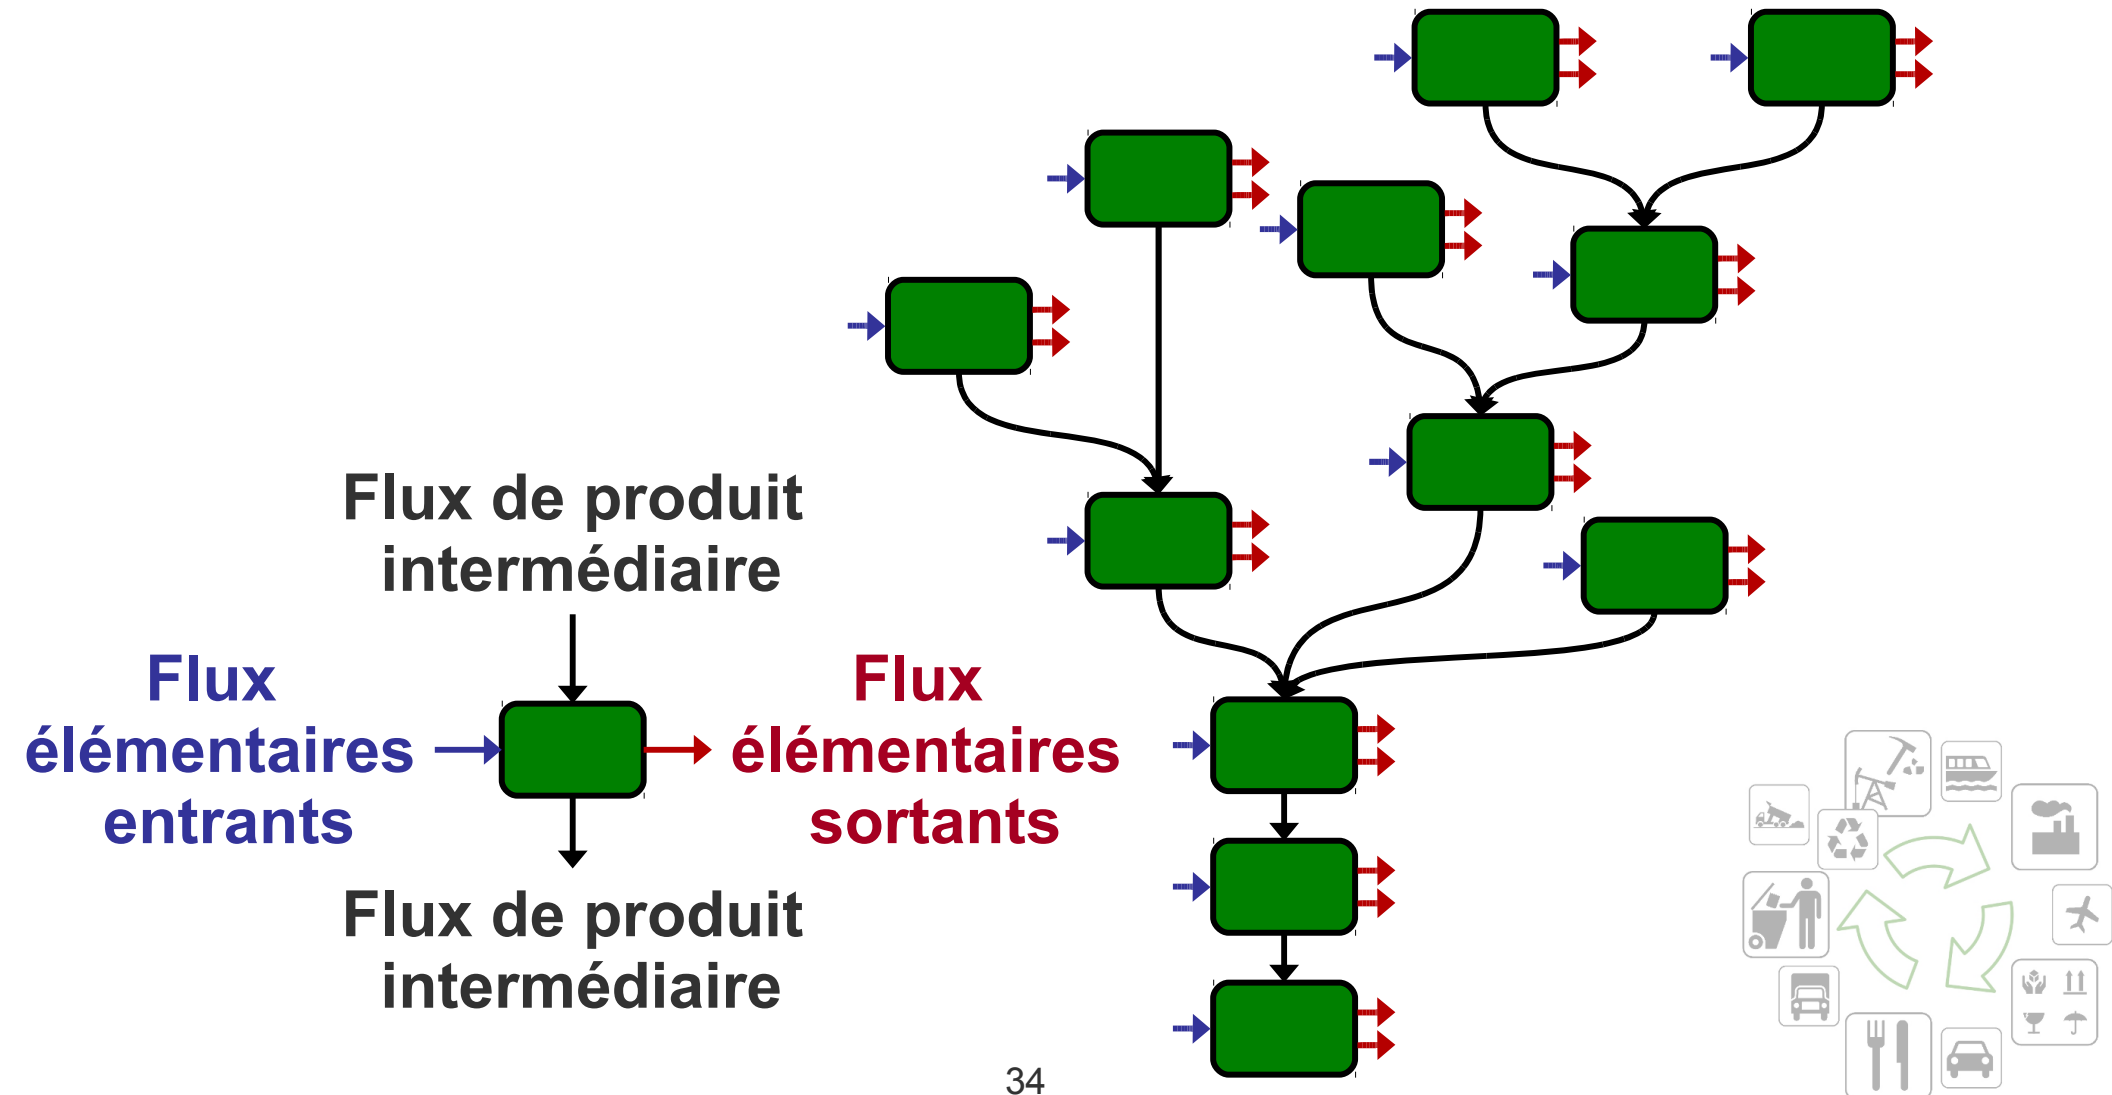 Flux de produit
intermédiaire
Flux
élémentaires
entrants
Flux
élémentaires
sortants
Flux de produit
intermédiaire
34